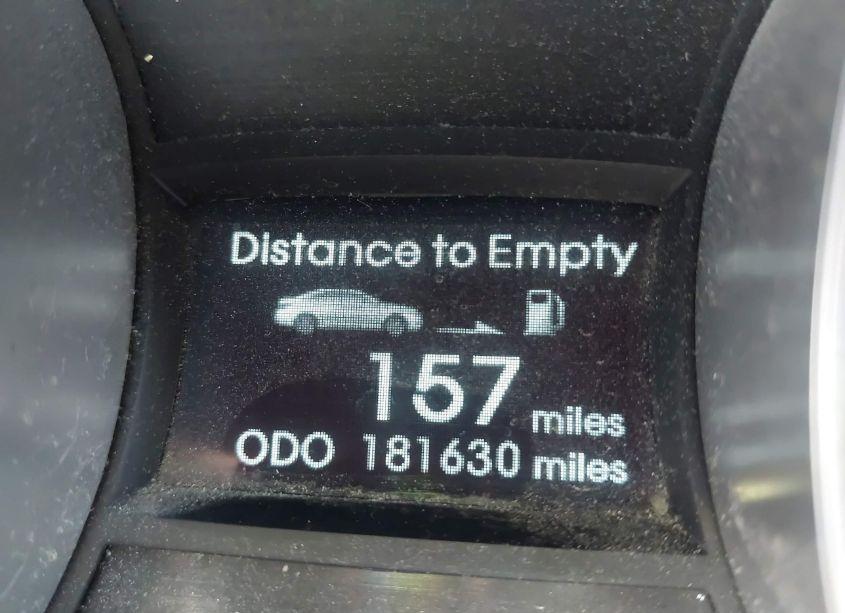 Distance to Empty
157 miles
ODO 181630 miles